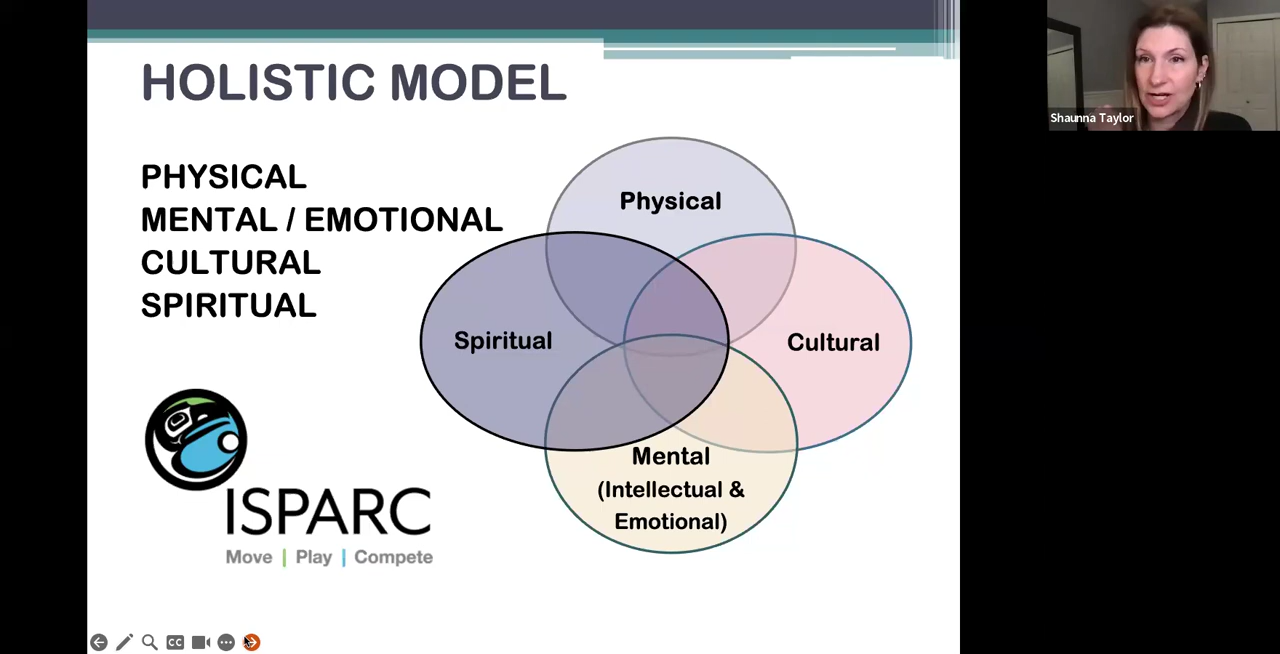 HOLISTIC MODEL
PHYSICAL
MENTAL / EMOTIONAL
CULTURAL
SPIRITUAL
Physical
Spiritual
Cultural
Mental
(Intellectual &
Emotional)
ISPARC
Move | Play | Compete
Shaunna Taylor
CC